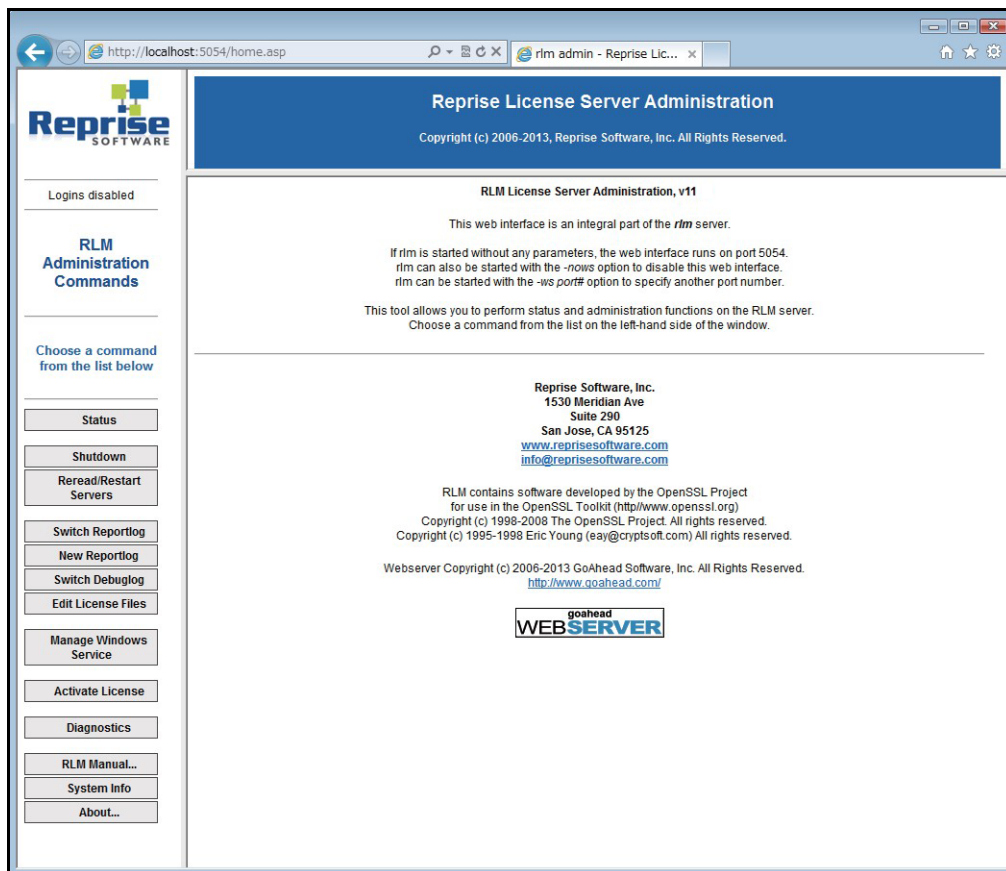 http://localhost:5054/home.asp
rlm admin - Reprise Lic...
Reprise
SOFTWARE
Logins disabled
RLM
Administration
Commands
Choose a command
from the list below
Status
Shutdown
Reread/Restart
Servers
Switch Reportlog
New Reportlog
Switch Debuglog
Edit License Files
Manage Windows
Service
Activate License
Diagnostics
RLM Manual...
System Info
About...
Reprise License Server Administration
Copyright (c) 2006-2013, Reprise Software, Inc. All Rights Reserved.
RLM License Server Administration, v11
This web interface is an integral part of the rlm server.
If rlm is started without any parameters, the web interface runs on port 5054.
rlm can also be started with the -nows option to disable this web interface.
rlm can be started with the -ws port# option to specify another port number.
This tool allows you to perform status and administration functions on the RLM server.
Choose a command from the list on the left-hand side of the window.
Reprise Software, Inc.
1530 Meridian Ave
Suite 290
San Jose, CA 95125
www.reprisesoftware.com
info@reprisesoftware.com
RLM contains software developed by the OpenSSL Project
for use in the OpenSSL Toolkit (http//www.openssl.org)
Copyright (c) 1998-2008 The OpenSSL Project. All rights reserved.
Copyright (c) 1995-1998 Eric Young (eay@cryptsoft.com) All rights reserved.
Webserver Copyright (c) 2006-2013 GoAhead Software, Inc. All Rights Reserved.
http://www.goahead.com/
goahead
WEBSERVER